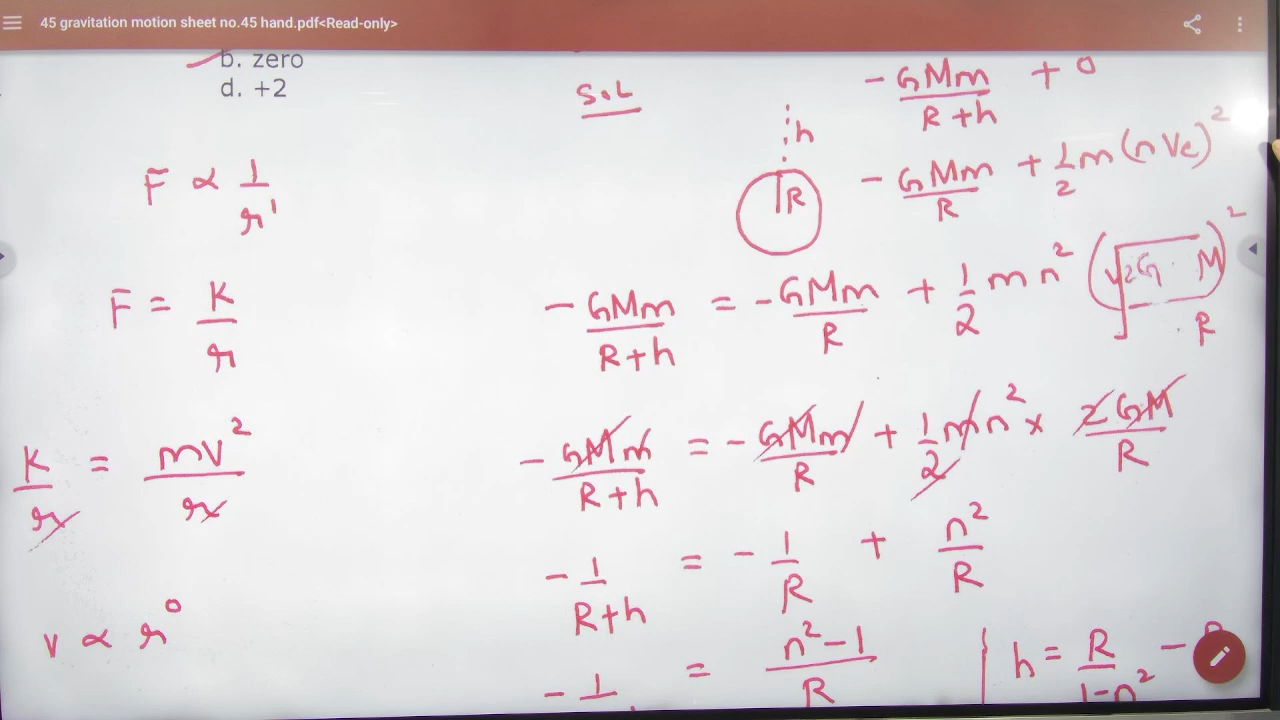 45 gravitation motion sheet no.45 hand.pdf<Read-only>
b. zero
d. +2
F ∝ 1/r¹
F = K/r
K/r = mv²/r
v ∝ r⁰
Sol
h
R
-GMm/(R+h) + 0
-GMm/R + 1/2 m(nVe)²
-GMm/(R+h) = -GMm/R + 1/2 mn² (√(2GM/R))²
-GMm/(R+h) = -GMm/R + 1/2 mn² × 2GM/R
-1/(R+h) = -1/R + n²/R
-1 = (n²-1)/R
h = R/(1-n²) -